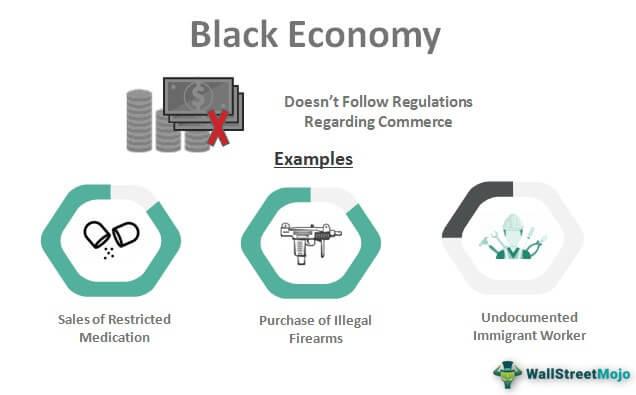 Black Economy
Doesn't Follow Regulations
Regarding Commerce
Examples
Sales of Restricted
Medication
Purchase of Illegal
Firearms
Undocumented
Immigrant Worker
WallStreetMojo